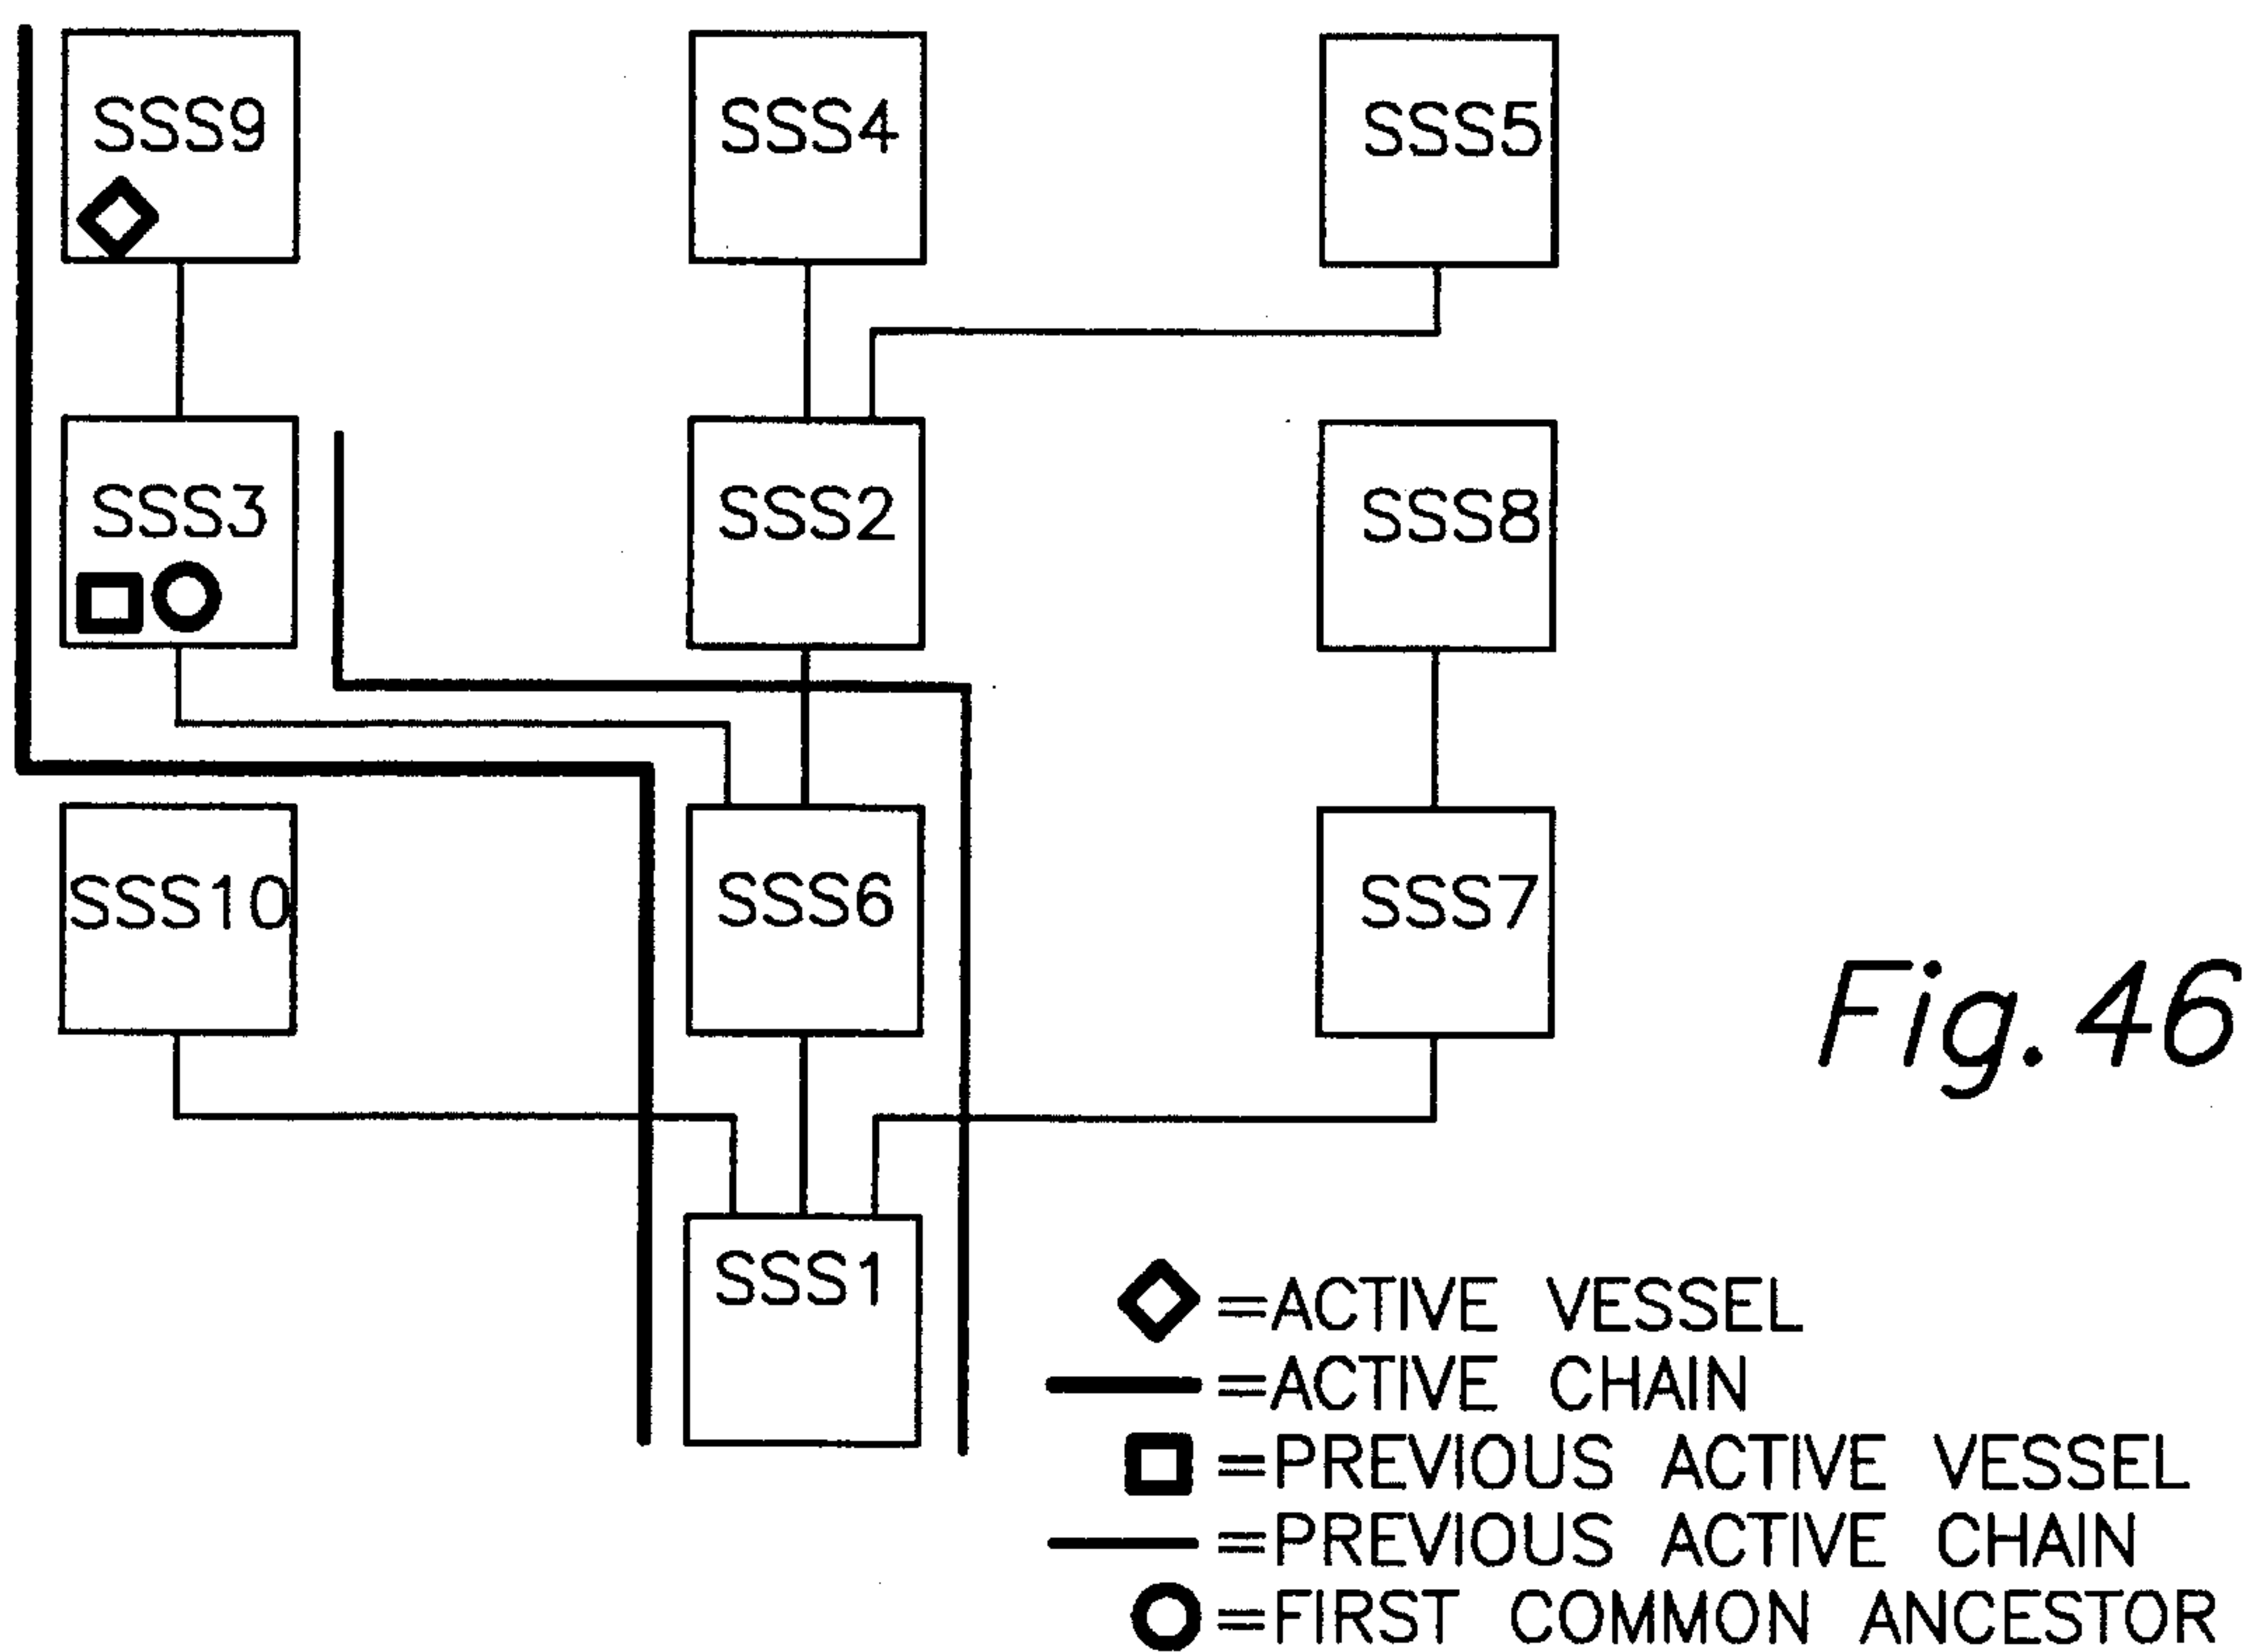 SSS9 SSS4 SSS5
SSS3 SSS2 SSS8
SSS10 SSS6 SSS7
Fig. 46
SSS1
=ACTIVE VESSEL
=ACTIVE CHAIN
=PREVIOUS ACTIVE VESSEL
=PREVIOUS ACTIVE CHAIN
=FIRST COMMON ANCESTOR